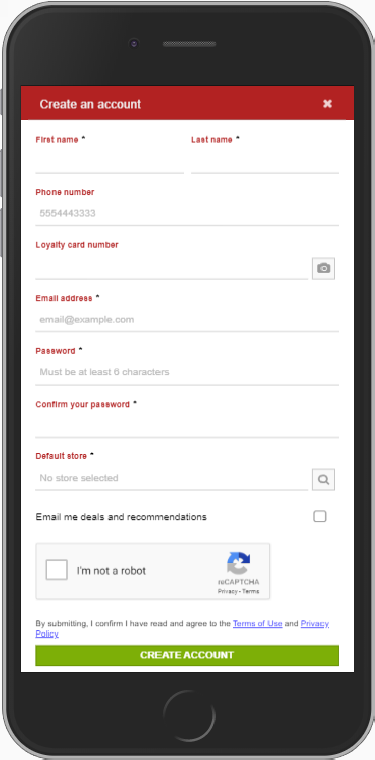 Create an account ✖
First name * Last name *
Phone number
5554443333
Loyalty card number
Email address *
email@example.com
Password *
Must be at least 6 characters
Confirm your password *
Default store *
No store selected
Email me deals and recommendations
I'm not a robot
reCAPTCHA
Privacy - Terms
By submitting, I confirm I have read and agree to the Terms of Use and Privacy
Policy
CREATE ACCOUNT